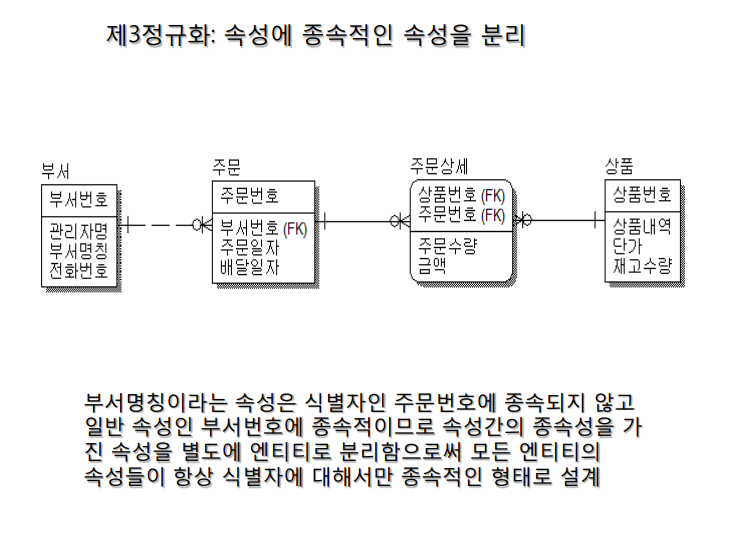 제3정규화: 속성에 종속적인 속성을 분리
부서
부서번호
관리자명
부서명칭
전화번호
주문
주문번호
부서번호 (FK)
주문일자
배달일자
주문상세
상품번호 (FK)
주문번호 (FK)
주문수량
금액
상품
상품번호
상품내역
단가
재고수량
부서명칭이라는 속성은 식별자인 주문번호에 종속되지 않고
일반 속성인 부서번호에 종속적이므로 속성간의 종속성을 가
진 속성을 별도에 엔티티로 분리함으로써 모든 엔티티의
속성들이 항상 식별자에 대해서만 종속적인 형태로 설계